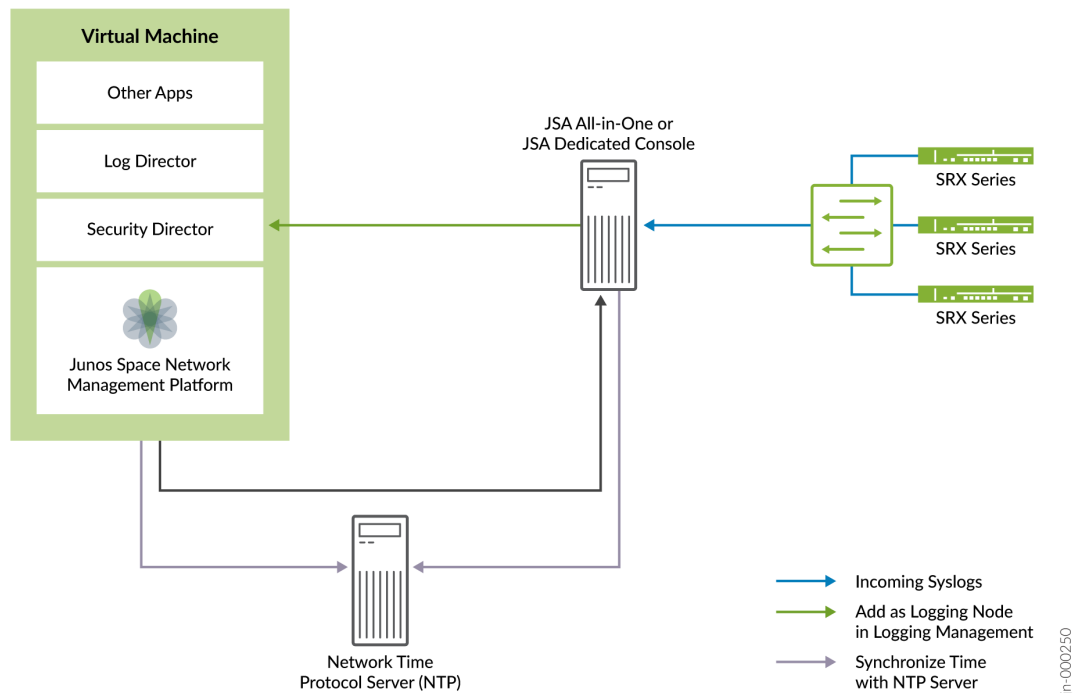 Virtual Machine
Other Apps
Log Director
Security Director
Junos Space Network
Management Platform
JSA All-in-One or
JSA Dedicated Console
SRX Series
SRX Series
SRX Series
Network Time
Protocol Server (NTP)
Incoming Syslogs
Add as Logging Node
in Logging Management
Synchronize Time
with NTP Server
n-000250